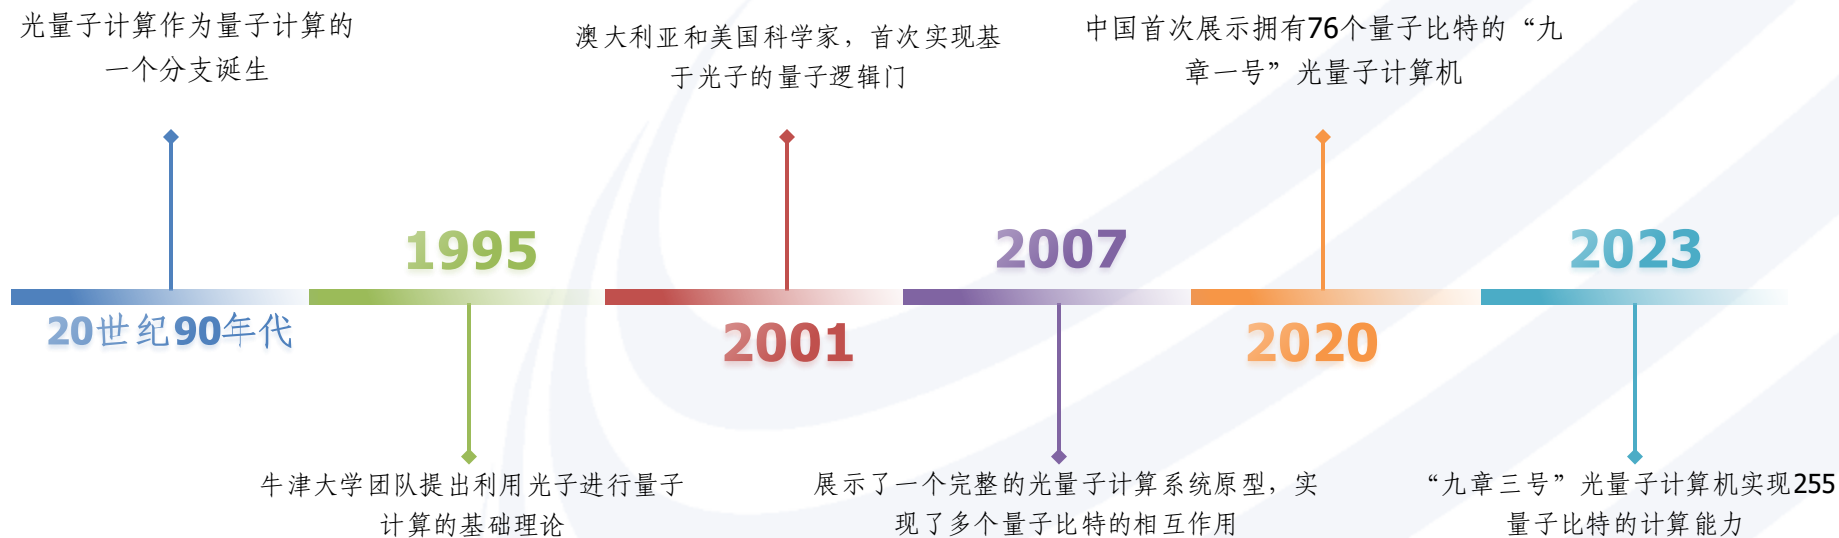 光量子计算作为量子计算的
一个分支诞生
澳大利亚和美国科学家，首次实现基
于光子的量子逻辑门
中国首次展示拥有76个量子比特的“九
章一号”光量子计算机
1995
2007
2023
20世纪90年代
2001
2020
牛津大学团队提出利用光子进行量子
计算的基础理论
展示了一个完整的光量子计算系统原型，实
现了多个量子比特的相互作用
“九章三号”光量子计算机实现255
量子比特的计算能力